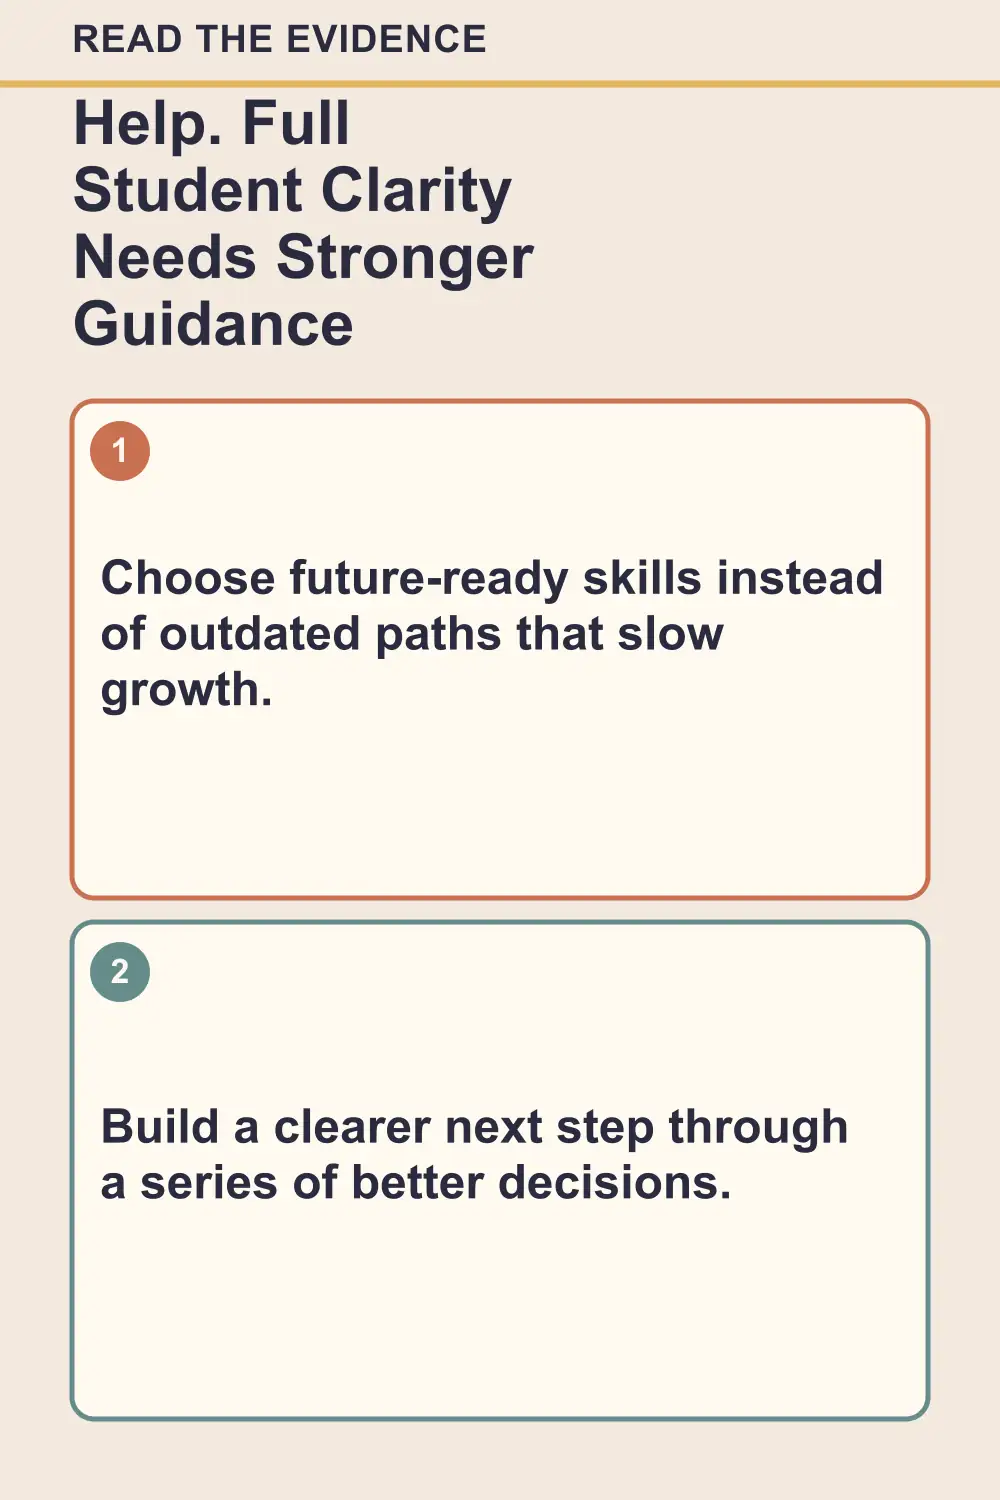 READ THE EVIDENCE
Help. Full
Student Clarity
Needs Stronger
Guidance
1
Choose future-ready skills instead
of outdated paths that slow
growth.
2
Build a clearer next step through
a series of better decisions.